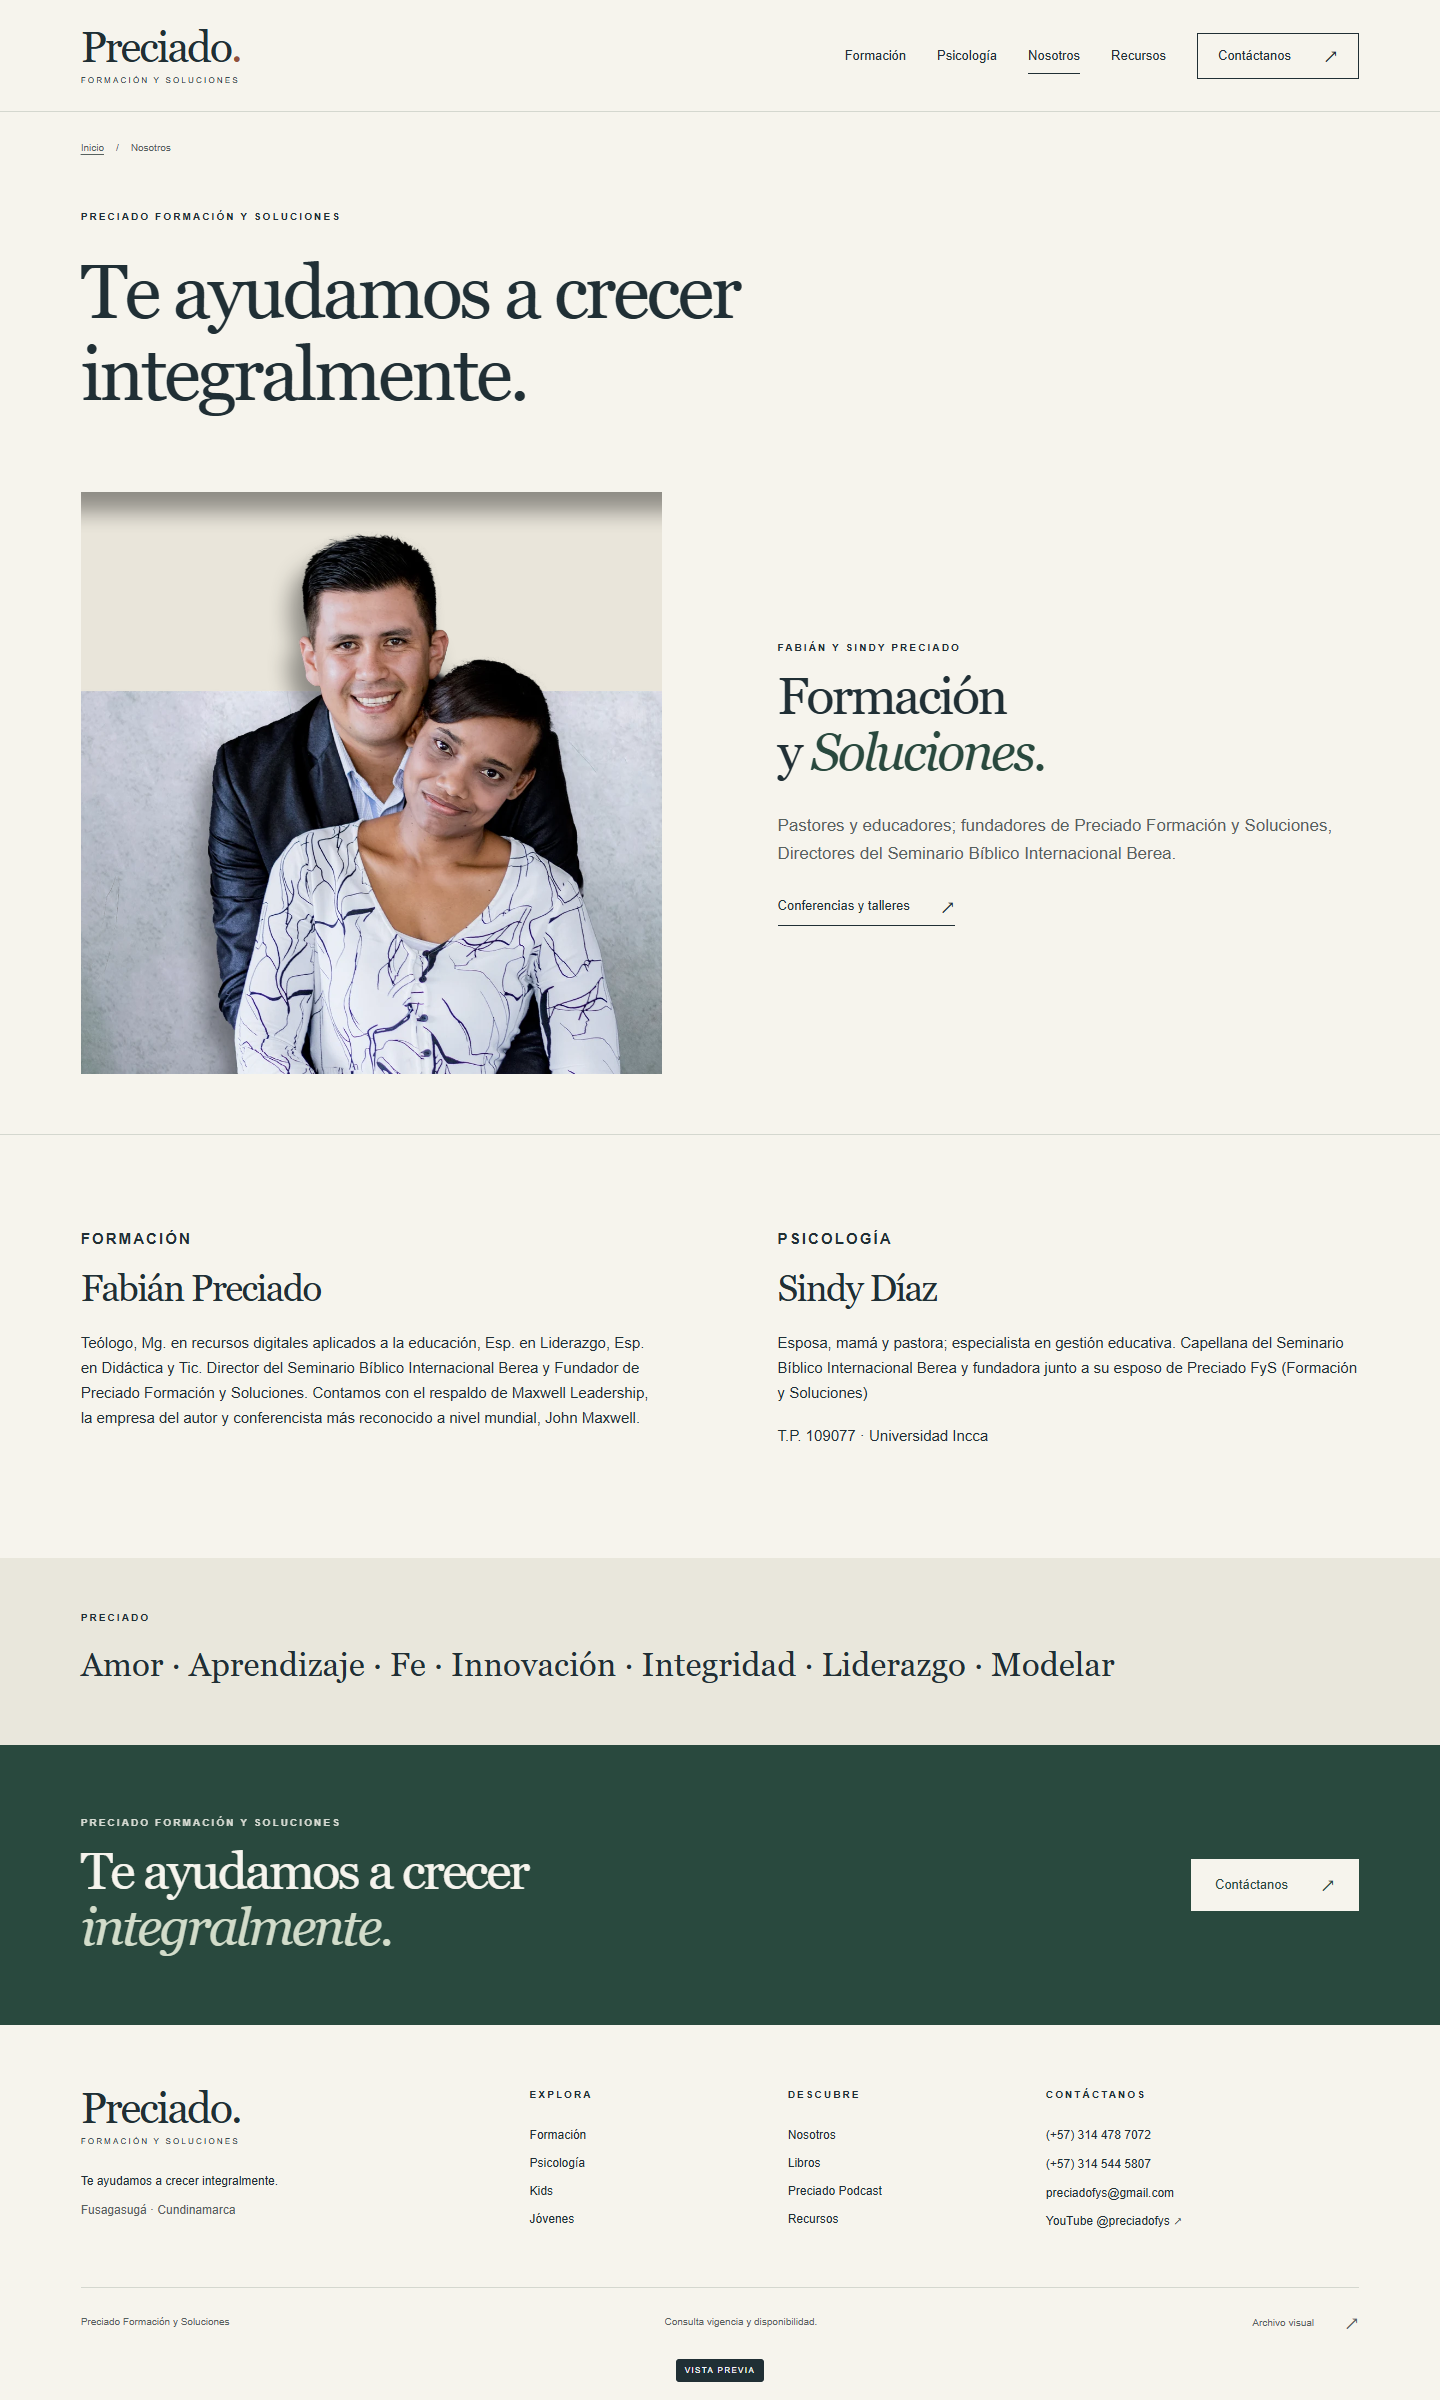 Preciado.
FORMACIÓN Y SOLUCIONES
Formación
Psicología
Nosotros
Recursos
Contáctanos ↗
Inicio / Nosotros
PRECIADO FORMACIÓN Y SOLUCIONES
Te ayudamos a crecer
integralmente.
FABIÁN Y SINDY PRECIADO
Formación
y Soluciones.
Pastores y educadores; fundadores de Preciado Formación y Soluciones,
Directores del Seminario Bíblico Internacional Berea.
Conferencias y talleres ↗
FORMACIÓN
Fabián Preciado
Teólogo, Mg. en recursos digitales aplicados a la educación, Esp. en Liderazgo, Esp.
en Didáctica y Tic. Director del Seminario Bíblico Internacional Berea y Fundador de
Preciado Formación y Soluciones. Contamos con el respaldo de Maxwell Leadership,
la empresa del autor y conferencista más reconocido a nivel mundial, John Maxwell.
PSICOLOGÍA
Sindy Díaz
Esposa, mamá y pastora; especialista en gestión educativa. Capellana del Seminario
Bíblico Internacional Berea y fundadora junto a su esposo de Preciado FyS (Formación
y Soluciones)
T.P. 109077 · Universidad Incca
PRECIADO
Amor · Aprendizaje · Fe · Innovación · Integridad · Liderazgo · Modelar
PRECIADO FORMACIÓN Y SOLUCIONES
Te ayudamos a crecer
integralmente.
Contáctanos ↗
Preciado.
FORMACIÓN Y SOLUCIONES
Te ayudamos a crecer integralmente.
Fusagasugá · Cundinamarca
EXPLORA
Formación
Psicología
Kids
Jóvenes
DESCUBRE
Nosotros
Libros
Preciado Podcast
Recursos
CONTÁCTANOS
(+57) 314 478 7072
(+57) 314 544 5807
preciadofys@gmail.com
YouTube @preciadofys ↗
Preciado Formación y Soluciones
Consulta vigencia y disponibilidad.
Archivo visual ↗
VISTA PREVIA